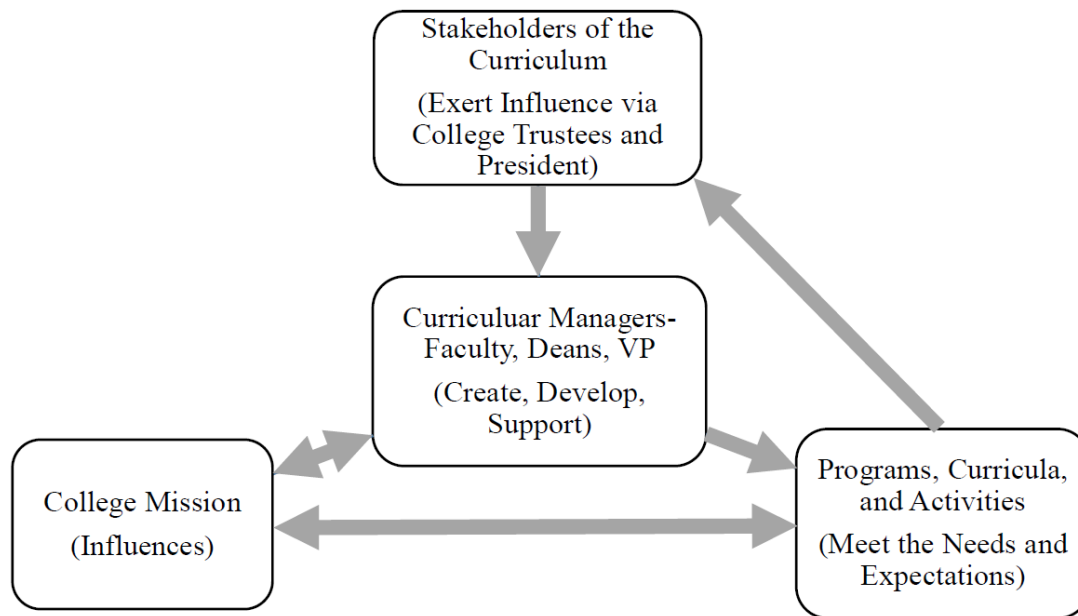 Stakeholders of the
Curriculum
(Exert Influence via
College Trustees and
President)
Curriculuar Managers-
Faculty, Deans, VP
(Create, Develop,
Support)
College Mission
(Influences)
Programs, Curricula,
and Activities
(Meet the Needs and
Expectations)